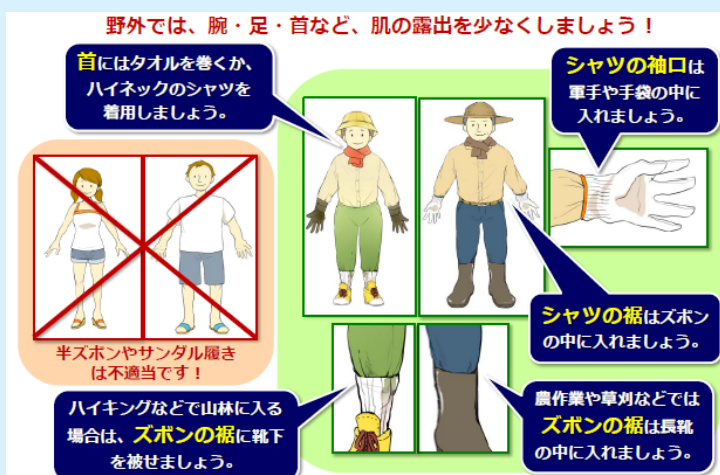 野外では、腕・足・首など、肌の露出を少なくしましょう！
首にはタオルを巻くか、
ハイネックのシャツを
着用しましょう。
シャツの袖口は
軍手や手袋の中に
入れましょう。
半ズボンやサンダル履き
は不適当です！
シャツの裾はズボン
の中に入れましょう。
ハイキングなどで山林に入る
場合は、ズボンの裾に靴下
を被せましょう。
農作業や草刈などでは
ズボンの裾は長靴
の中に入れましょう。